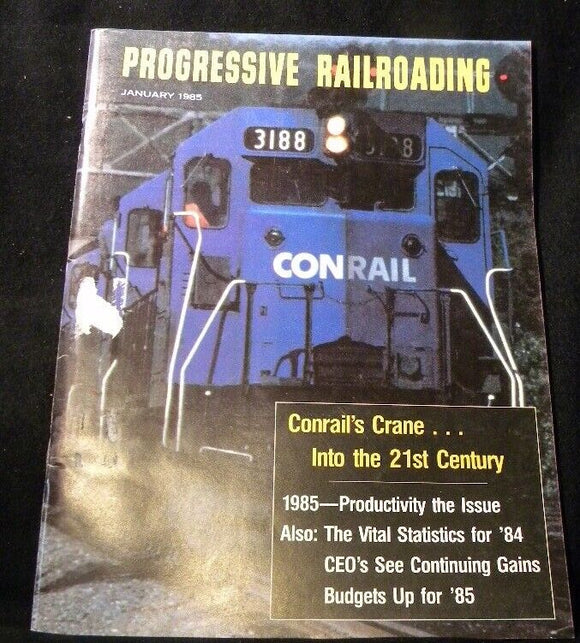 PROGRESSIVE RAILROADING
JANUARY 1985
3188
CONRAIL
Conrail's Crane . . .
Into the 21st Century
1985—Productivity the Issue
Also: The Vital Statistics for '84
CEO's See Continuing Gains
Budgets Up for '85